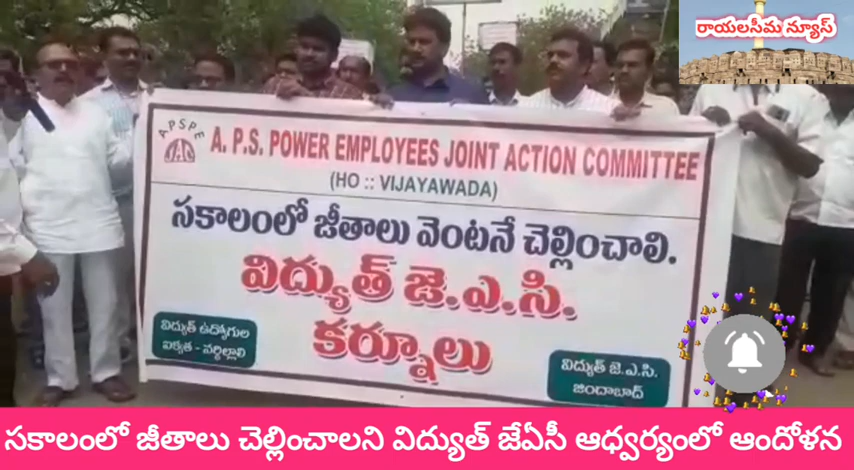 రాయలసీమ న్యూస్
APSPE
JAC
A. P.S. POWER EMPLOYEES JOINT ACTION COMMITTEE
(HO :: VIJAYAWADA)
సకాలంలో జీతాలు వెంటనే చెల్లించాలి.
విద్యుత్ జె.ఎ.సి.
కర్నూలు
విద్యుత్ ఉద్యోగుల
ఐక్యత - వర్ధిల్లాలి
విద్యుత్ జె.ఎ.సి.
జిందాబాద్
సకాలంలో జీతాలు చెల్లించాలని విద్యుత్ జేఏసీ ఆధ్వర్యంలో ఆందోళన